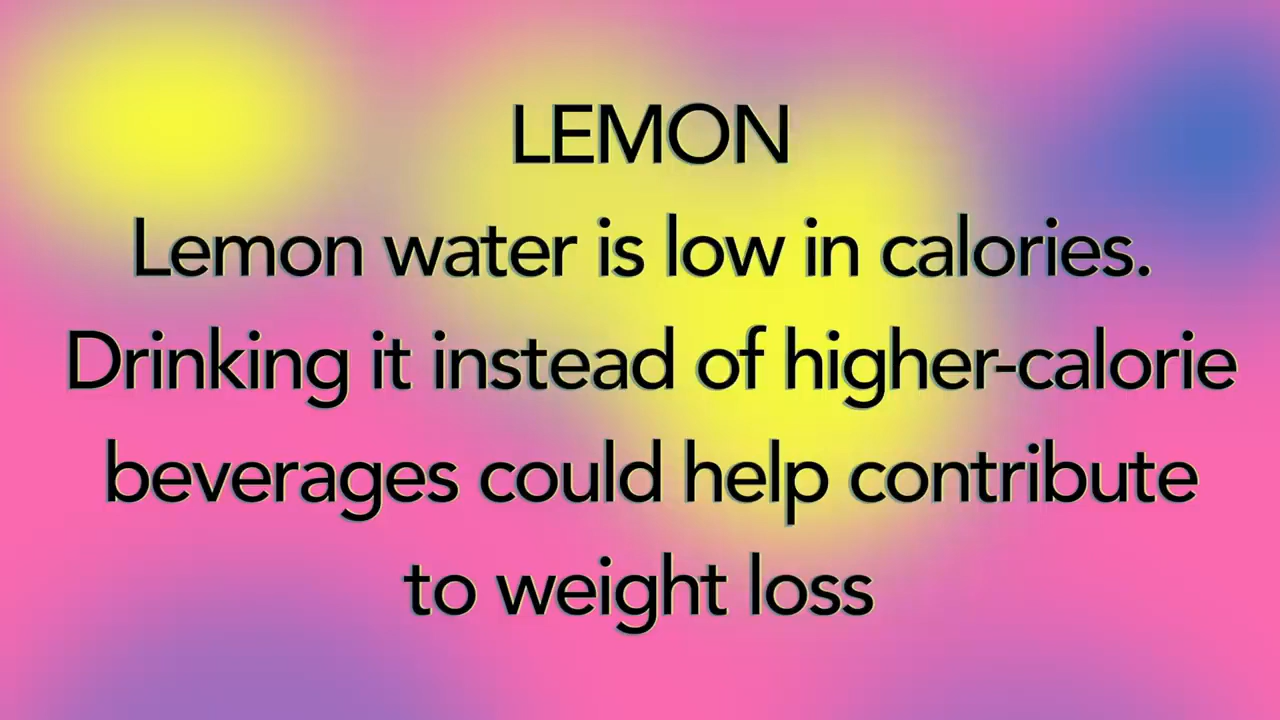 LEMON
Lemon water is low in calories.
Drinking it instead of higher-calorie
beverages could help contribute
to weight loss